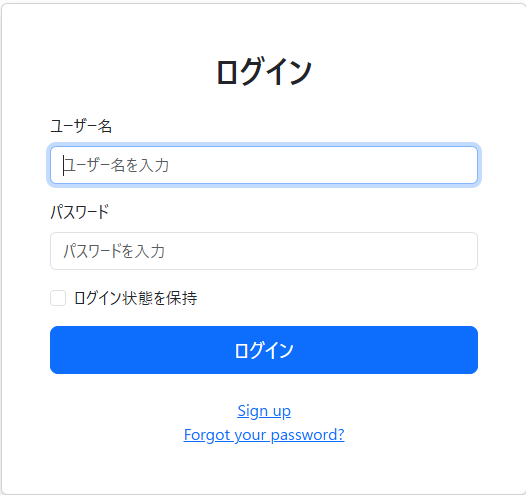 ログイン
ユーザー名
ユーザー名を入力
パスワード
パスワードを入力
ログイン状態を保持
ログイン
Sign up
Forgot your password?